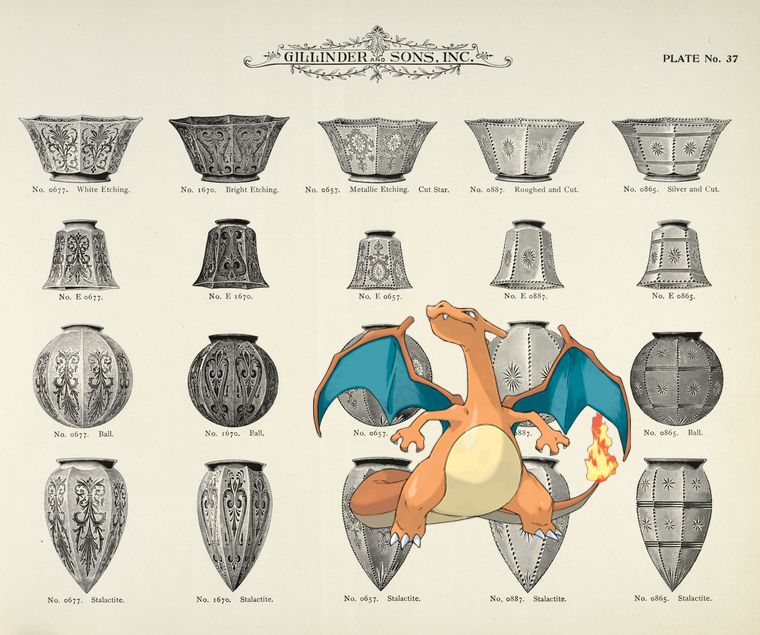 GILLINDER AND SONS, INC.
PLATE No. 37
No. 0677. White Etching.
No. 1670. Bright Etching.
No. 0657. Metallic Etching. Cut Star.
No. 0887. Roughed and Cut.
No. 0865. Silver and Cut.
No. E 0677.
No. E 1670.
No. E 0657.
No. E 0887.
No. E 0865.
No. 0677. Ball.
No. 1670. Ball.
No. 0657.
887.
No. 0865. Ball.
No. 0677. Stalactite.
No. 1670. Stalactite.
No. 0657. Stalactite.
No. 0887. Stalactite.
No. 0865. Stalactite.